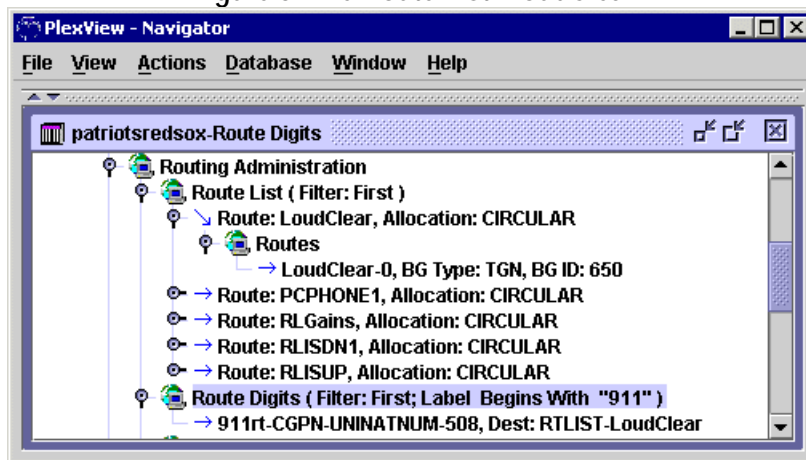 PlexView - Navigator
File View Actions Database Window Help
patriotsredsox-Route Digits
Routing Administration
Route List ( Filter: First )
Route: LoudClear, Allocation: CIRCULAR
Routes
LoudClear-0, BG Type: TGN, BG ID: 650
Route: PCPHONE1, Allocation: CIRCULAR
Route: RLGains, Allocation: CIRCULAR
Route: RLISDN1, Allocation: CIRCULAR
Route: RLISUP, Allocation: CIRCULAR
Route Digits ( Filter: First; Label Begins With "911" )
911rt-CGPN-UNINATNUM-508, Dest: RTLIST-LoudClear